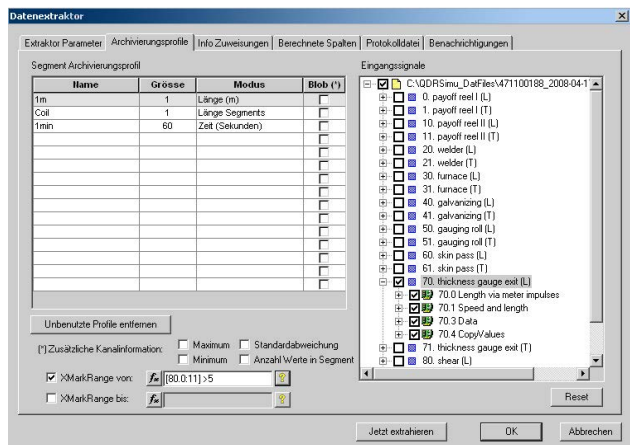 Datenextraktor
Extraktor Parameter Archivierungsprofile Info Zuweisungen Berechnete Spalten Protokolldatei Benachrichtigungen
Segment Archivierungsprofil
Name Grösse Modus Blob (*)
1m 1 Länge (m)
Coil 1 Länge Segments
1min 60 Zeit (Sekunden)
Unbenutzte Profile entfernen
(*) Zusätzliche Kanalinformation: Maximum Standardabweichung
Minimum Anzahl Werte in Segment
XMarkRange von: fx [80.0:11] >5
XMarkRange bis: fx
Eingangssignale
C:\QDRSimu_DatFiles\471100188_2008-04-1
0. payoff reel I (L)
1. payoff reel I (T)
10. payoff reel II (L)
11. payoff reel II (T)
20. welder (L)
21. welder (T)
30. furnace (L)
31. furnace (T)
40. galvanizing (L)
41. galvanizing (T)
50. gauging roll (L)
51. gauging roll (T)
60. skin pass (L)
61. skin pass (T)
70. thickness gauge exit (L)
70.0 Length via meter impulses
70.1 Speed and length
70.3 Data
70.4 CopyValues
71. thickness gauge exit (T)
80. shear (L)
Reset
Jetzt extrahieren OK Abbrechen